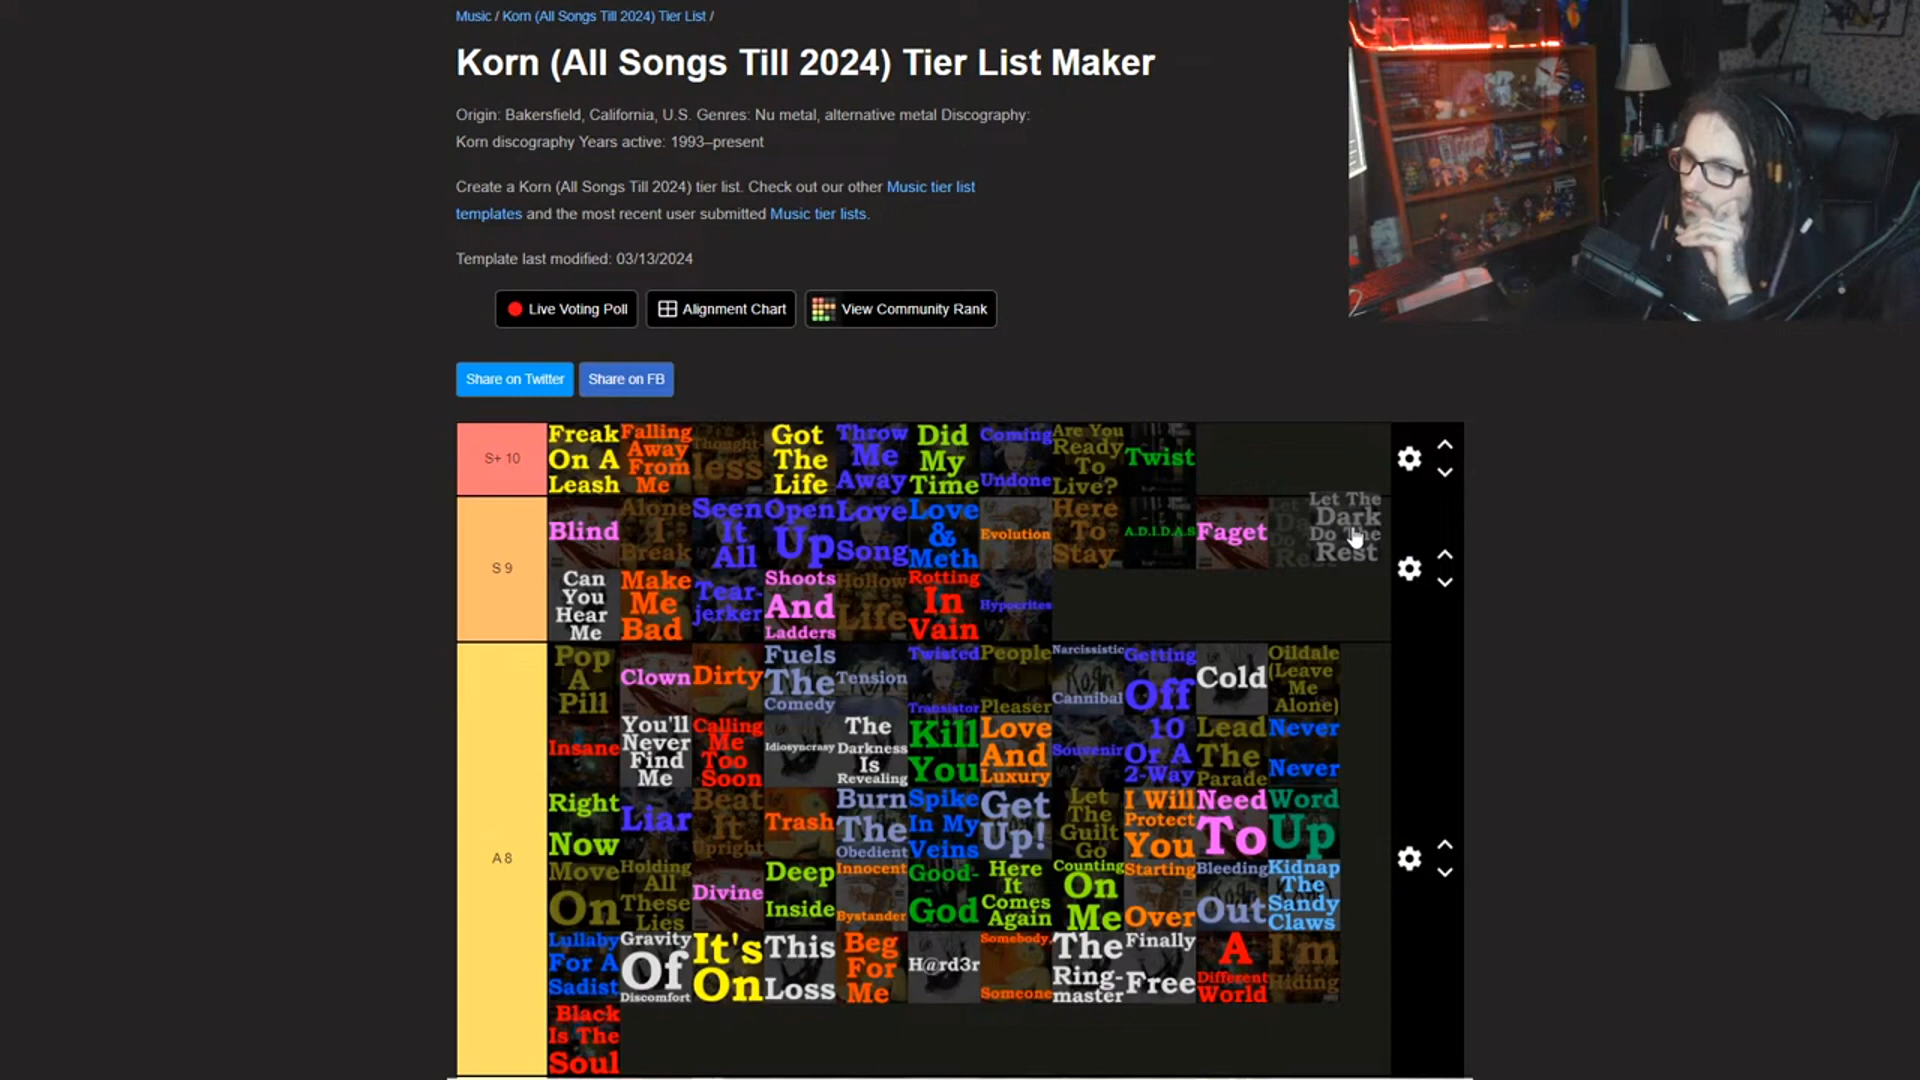 Music / Korn (All Songs Till 2024) Tier List /
Korn (All Songs Till 2024) Tier List Maker
Origin: Bakersfield, California, U.S. Genres: Nu metal, alternative metal Discography:
Korn discography Years active: 1993–present
Create a Korn (All Songs Till 2024) tier list. Check out our other Music tier list
templates and the most recent user submitted Music tier lists.
Template last modified: 03/13/2024
Live Voting Poll
Alignment Chart
View Community Rank
Share on Twitter
Share on FB
S+ 10
Freak On A Leash
Falling Away From Me
Thought-less
Got The Life
Throw Me Away
Did My Time
Coming Undone
Are You Ready To Live?
Twist
S 9
Blind
Alone I Break
Seen It All
Open Up
Love Song
Love & Meth
Evolution
Here To Stay
A.D.I.D.A.S
Faget
Let The Dark Do The Rest
Can You Hear Me
Make Me Bad
Tear-jerker
Shoots And Ladders
Hollow Life
Rotting In Vain
Hypocrites
A 8
Pop A Pill
Clown
Dirty
Fuels The Comedy
Tension
Twisted Transistor
People Pleaser
Narcissistic Cannibal
Getting Off
Cold
Oildale (Leave Me Alone)
Insane
You'll Never Find Me
Calling Me Too Soon
Idiosyncrasy
The Darkness Is Revealing
Kill You
Love And Luxury
Souvenir
10 Or A 2-Way
Lead The Parade
Never Never
Right Now
Liar
Beat It Upright
Trash
Burn The Obedient
Spike In My Veins
Get Up!
Let The Guilt Go
I Will Protect You
Need To
Word Up
Move On
Holding All These Lies
Divine
Deep Inside
Innocent Bystander
Good-God
Here It Comes Again
Counting On Me
Starting Over
Bleeding Out
Kidnap The Sandy Claws
Lullaby For A Sadist
Gravity Of Discomfort
It's On
This Loss
Beg For Me
H@rd3r
Somebody, Someone
The Ring-master
Finally Free
A Different World
I'm Hiding
Black Is The Soul